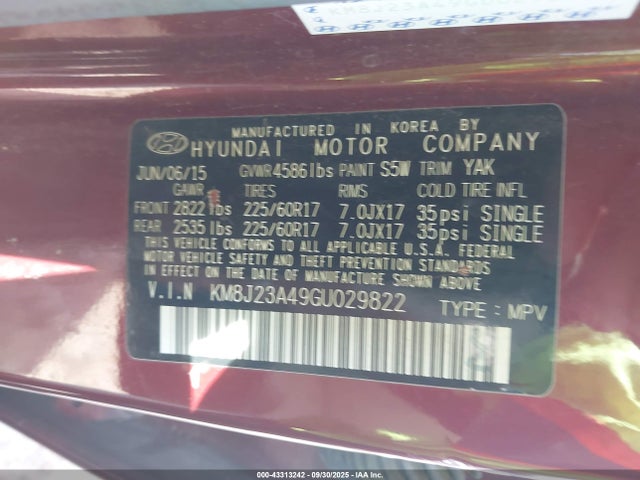 MANUFACTURED IN KOREA BY
HYUNDAI MOTOR COMPANY
JUN/06/15 GVWR 4586 lbs PAINT S5W TRIM YAK
GAWR TIRES RIMS COLD TIRE INFL
FRONT 2822 lbs 225/60R17 7.0JX17 35psi SINGLE
REAR 2535 lbs 225/60R17 7.0JX17 35psi SINGLE
THIS VEHICLE CONFORMS TO ALL APPLICABLE U.S.A. FEDERAL
MOTOR VEHICLE SAFETY AND THEFT PREVENTION STANDARDS
IN EFFECT ON THE DATE OF MANUFACTURE SHOWN ABOVE
V.I.N KM8J23A49GU029822 TYPE : MPV
000-43313242 - 09/30/2025 - IAA, Inc.